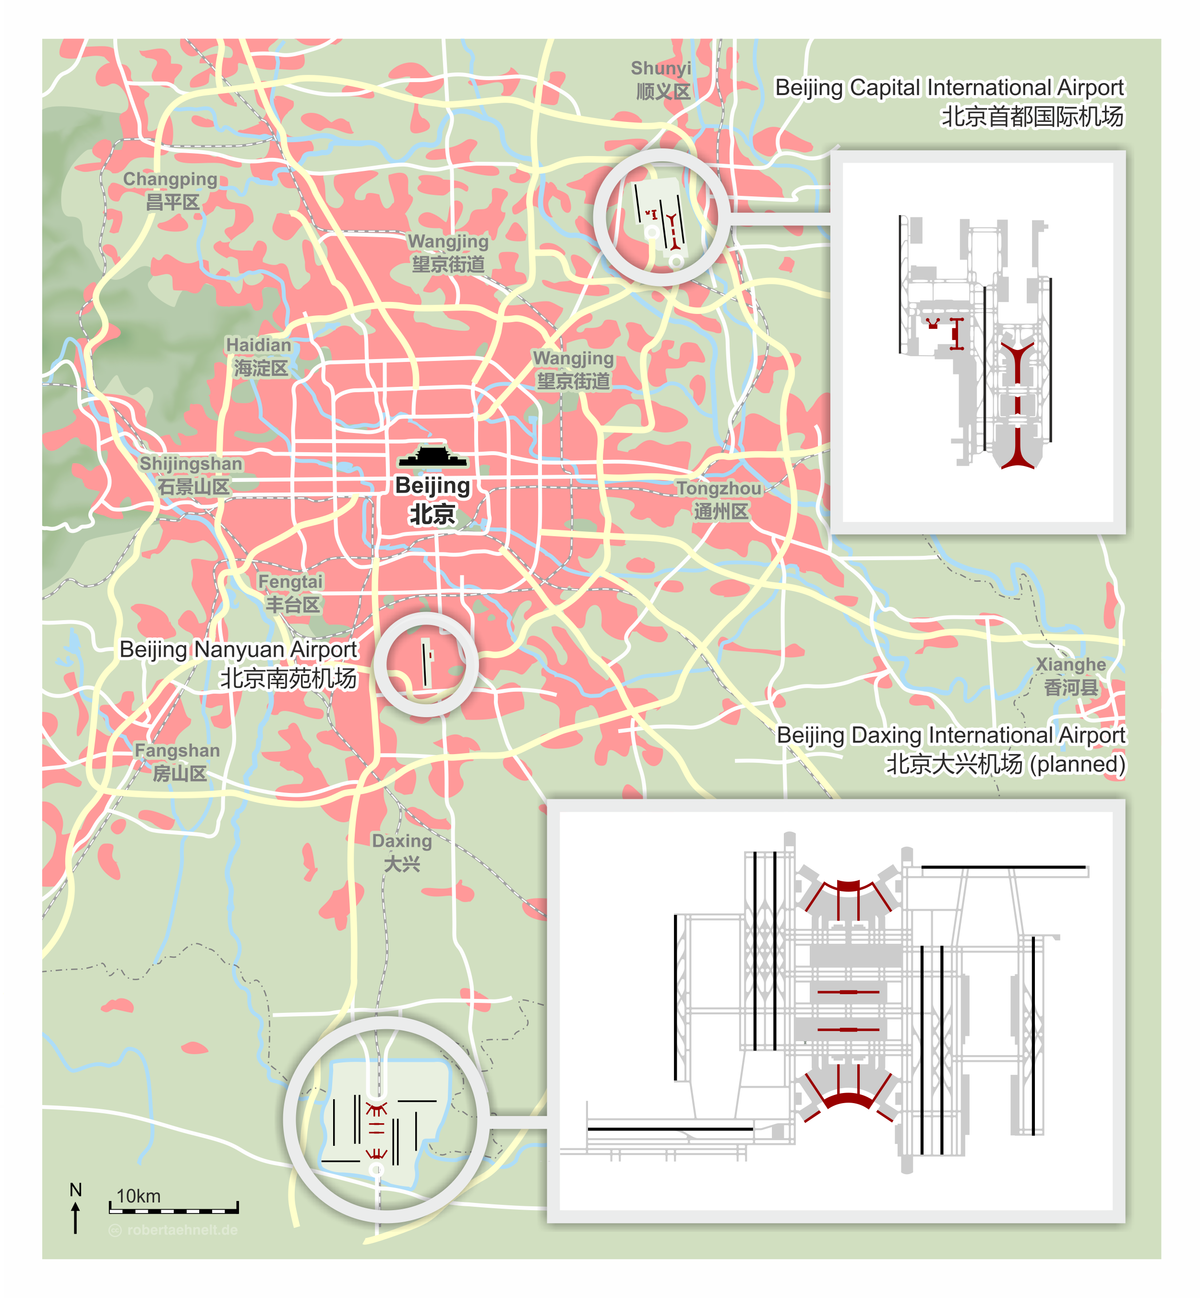 Shunyi
顺义区
Beijing Capital International Airport
北京首都国际机场
Changping
昌平区
Wangjing
望京街道
Haidian
海淀区
Wangjing
望京街道
Shijingshan
石景山区
Beijing
北京
Tongzhou
通州区
Fengtai
丰台区
Beijing Nanyuan Airport
北京南苑机场
Xianghe
香河县
Fangshan
房山区
Beijing Daxing International Airport
北京大兴机场 (planned)
Daxing
大兴
N
10km
robertaehnelt.de